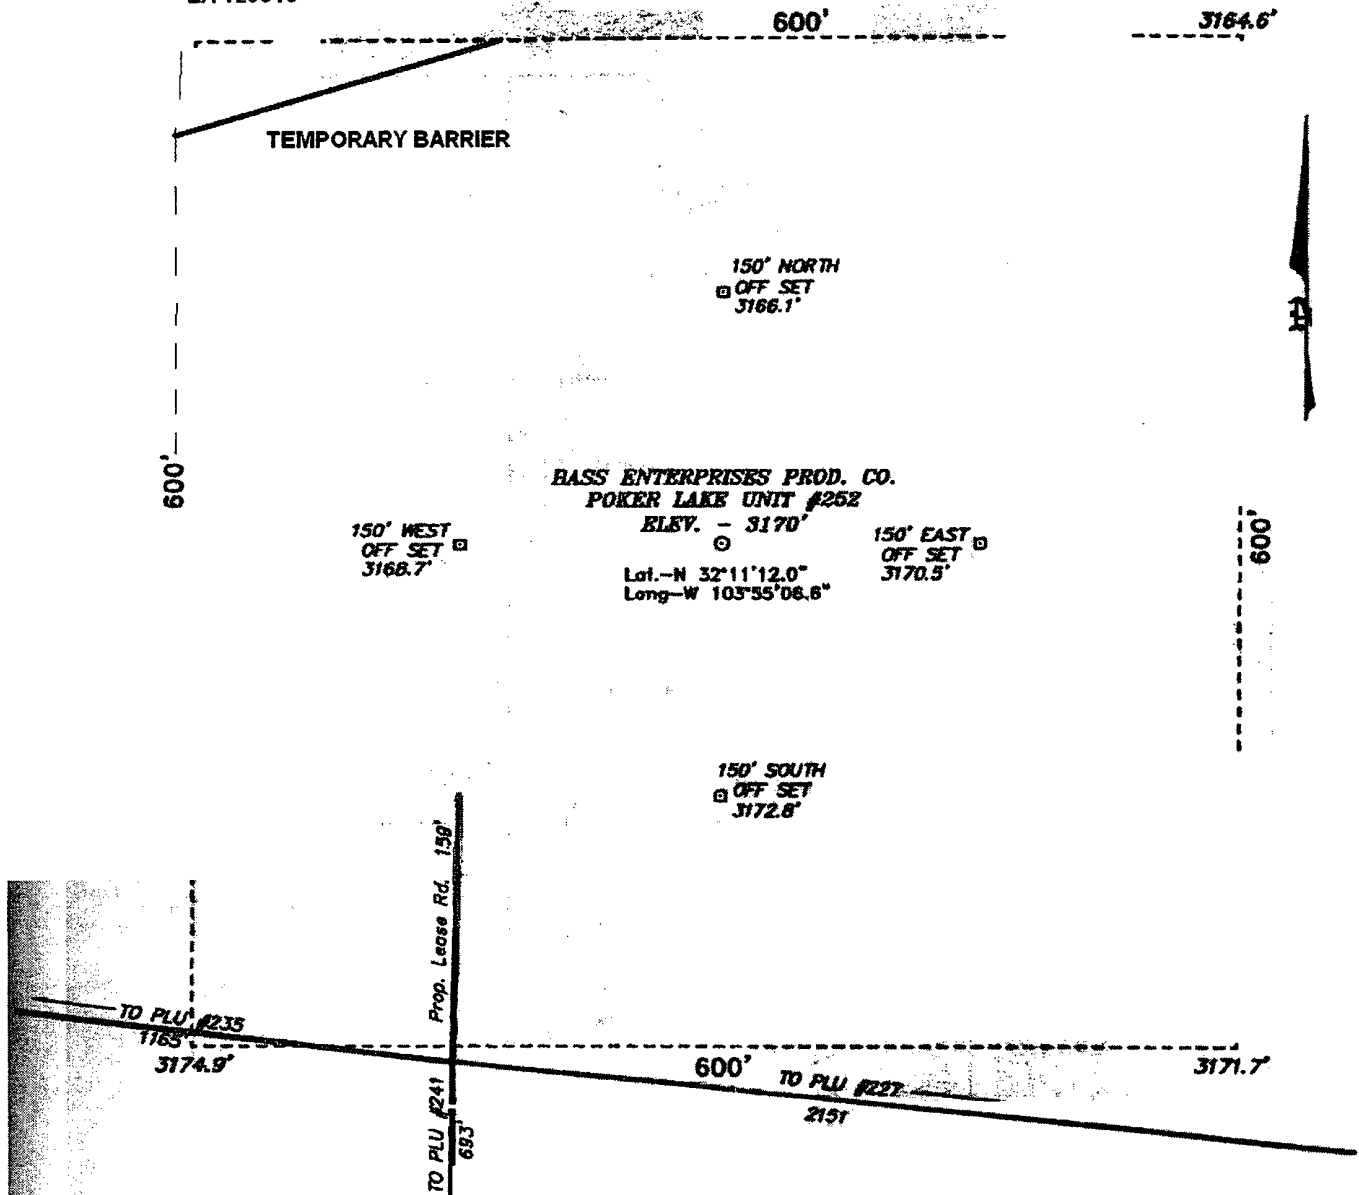 600'
3164.6'
TEMPORARY BARRIER
150' NORTH
OFF SET
3166.1'
600'
BASS ENTERPRISES PROD. CO.
POKER LAKE UNIT #252
ELEV. - 3170'
150' WEST
OFF SET
3168.7'
150' EAST
OFF SET
3170.5'
600'
Lat.-N 32°11'12.0"
Long-W 103°55'06.6"
150' SOUTH
OFF SET
3172.8'
Prop. Lease Rd. 159'
TO PLU #235
1165'
3174.9'
600'
3171.7'
TO PLU #227
2151'
TO PLU #241
693'